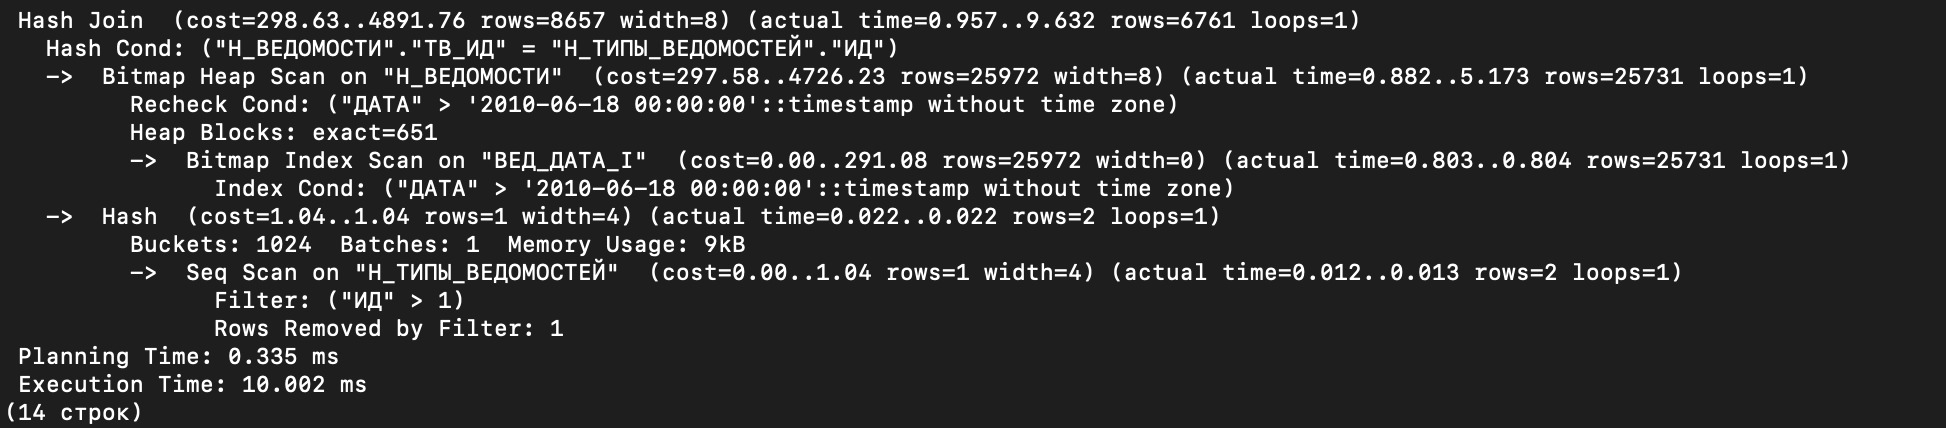 Hash Join  (cost=298.63..4891.76 rows=8657 width=8) (actual time=0.957..9.632 rows=6761 loops=1)
  Hash Cond: ("Н_ВЕДОМОСТИ"."ТВ_ИД" = "Н_ТИПЫ_ВЕДОМОСТЕЙ"."ИД")
  ->  Bitmap Heap Scan on "Н_ВЕДОМОСТИ"  (cost=297.58..4726.23 rows=25972 width=8) (actual time=0.882..5.173 rows=25731 loops=1)
        Recheck Cond: ("ДАТА" > '2010-06-18 00:00:00'::timestamp without time zone)
        Heap Blocks: exact=651
        ->  Bitmap Index Scan on "ВЕД_ДАТА_I"  (cost=0.00..291.08 rows=25972 width=0) (actual time=0.803..0.804 rows=25731 loops=1)
              Index Cond: ("ДАТА" > '2010-06-18 00:00:00'::timestamp without time zone)
  ->  Hash  (cost=1.04..1.04 rows=1 width=4) (actual time=0.022..0.022 rows=2 loops=1)
        Buckets: 1024  Batches: 1  Memory Usage: 9kB
        ->  Seq Scan on "Н_ТИПЫ_ВЕДОМОСТЕЙ"  (cost=0.00..1.04 rows=1 width=4) (actual time=0.012..0.013 rows=2 loops=1)
              Filter: ("ИД" > 1)
              Rows Removed by Filter: 1
Planning Time: 0.335 ms
Execution Time: 10.002 ms
(14 строк)